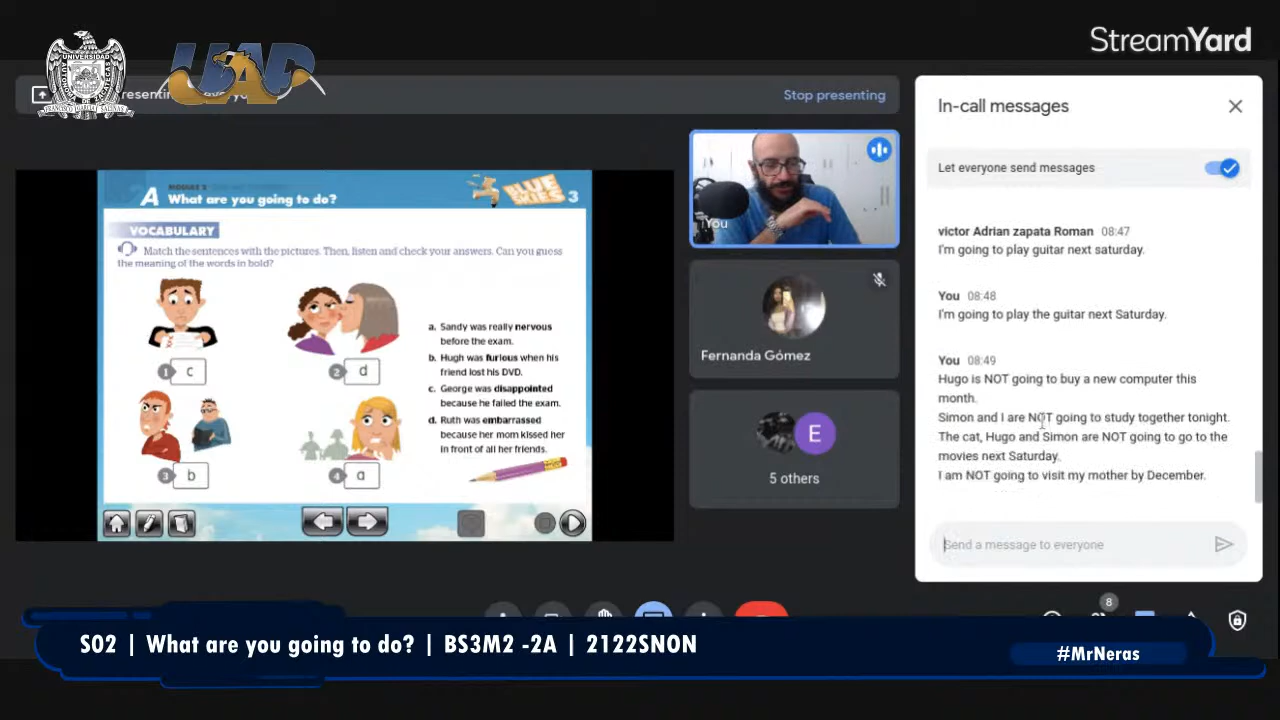 StreamYard
UNIVERSIDAD
UAP
Stop presenting
In-call messages
Let everyone send messages
victor Adrian zapata Roman 08:47
I'm going to play guitar next saturday.
You 08:48
I'm going to play the guitar next Saturday.
You 08:49
Hugo is NOT going to buy a new computer this
month.
Simon and I are NOT going to study together tonight.
The cat, Hugo and Simon are NOT going to go to the
movies next Saturday.
I am NOT going to visit my mother by December.
Send a message to everyone
A
What are you going to do?
BLUE SKIES 3
VOCABULARY
Match the sentences with the pictures. Then, listen and check your answers. Can you guess
the meaning of the words in bold?
1 c
2 d
3 b
4 a
a. Sandy was really nervous
before the exam.
b. Hugh was furious when his
friend lost his DVD.
c. George was disappointed
because he failed the exam.
d. Ruth was embarrassed
because her mom kissed her
in front of all her friends.
You
Fernanda Gómez
E
5 others
8
S02 | What are you going to do? | BS3M2 -2A | 2122SNON
#MrNeras